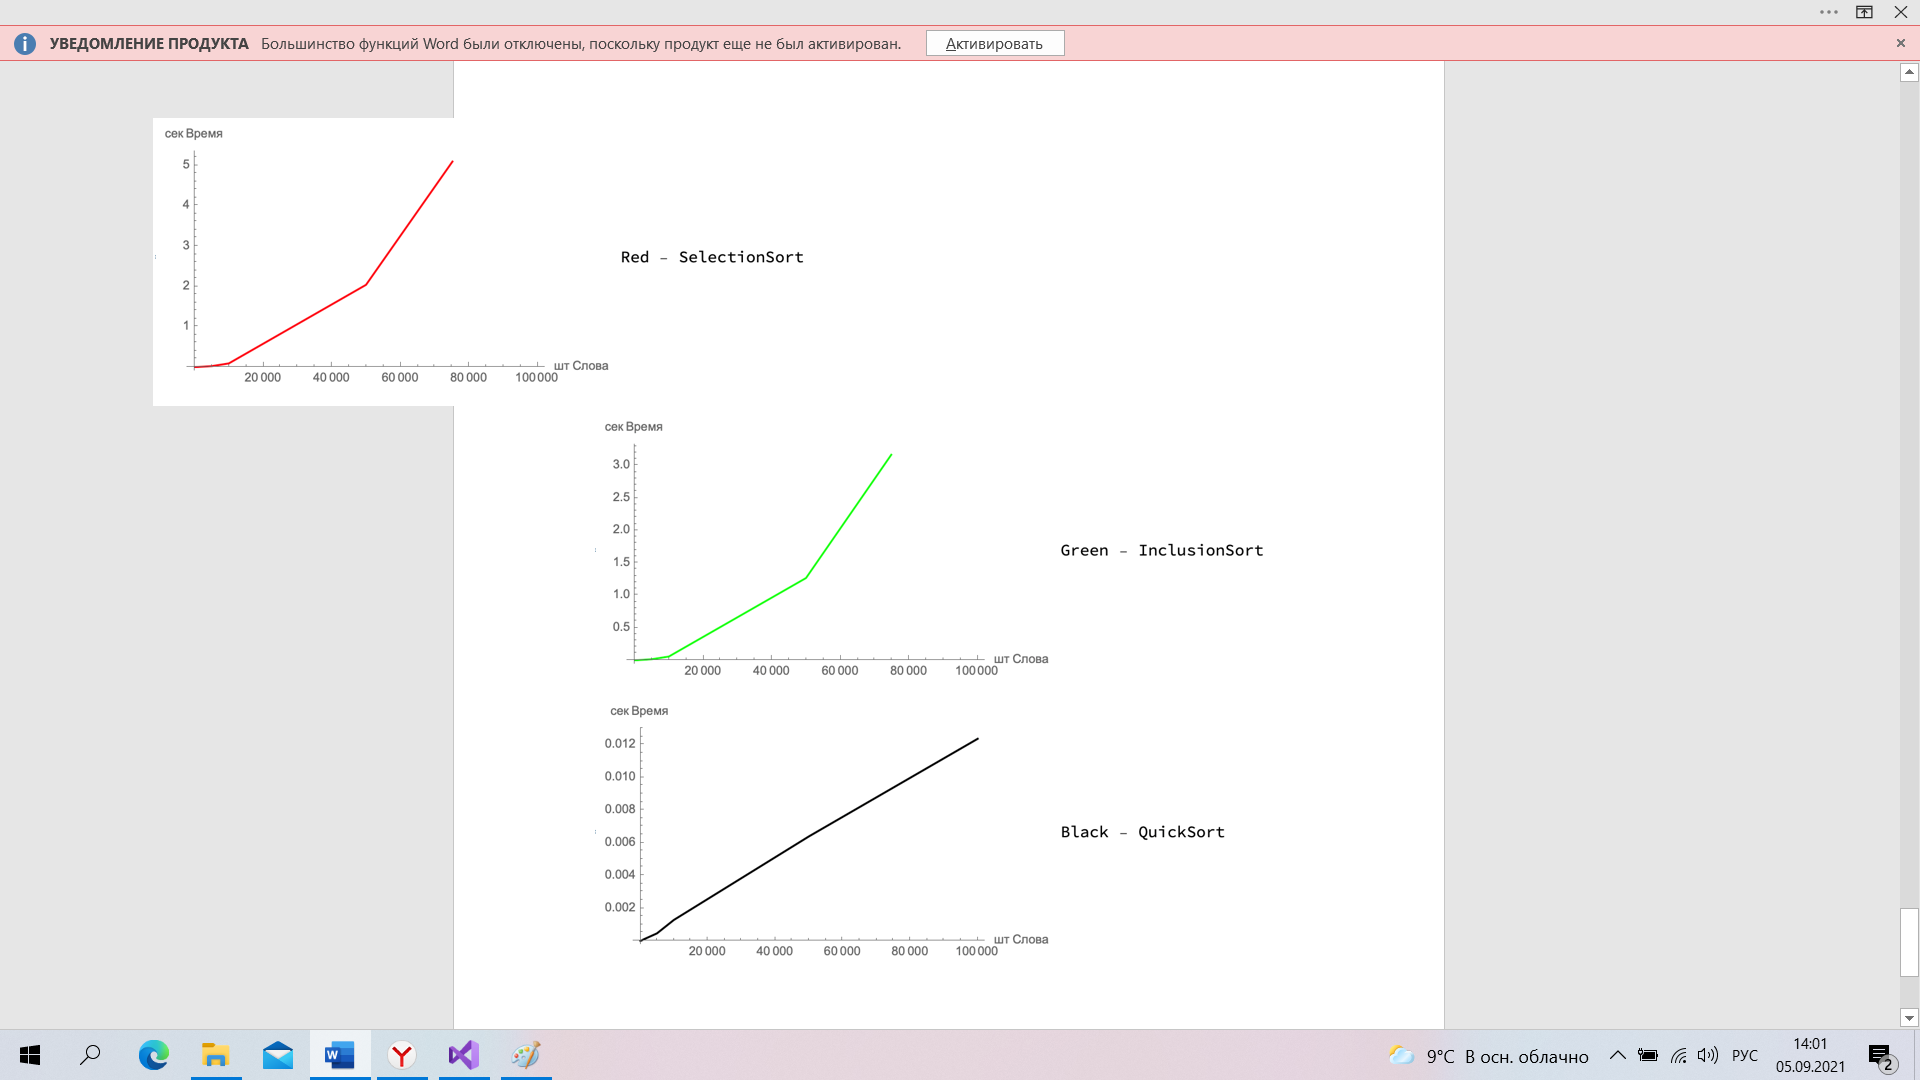 УВЕДОМЛЕНИЕ ПРОДУКТА Большинство функций Word были отключены, поскольку продукт еще не был активирован. Активировать
сек Время
5
4
3
2
1
20 000 40 000 60 000 80 000 100 000 шт Слова
Red – SelectionSort
сек Время
3.0
2.5
2.0
1.5
1.0
0.5
20 000 40 000 60 000 80 000 100 000 шт Слова
Green – InclusionSort
сек Время
0.012
0.010
0.008
0.006
0.004
0.002
20 000 40 000 60 000 80 000 100 000 шт Слова
Black – QuickSort
9°C В осн. облачно РУС 14:01
05.09.2021
2